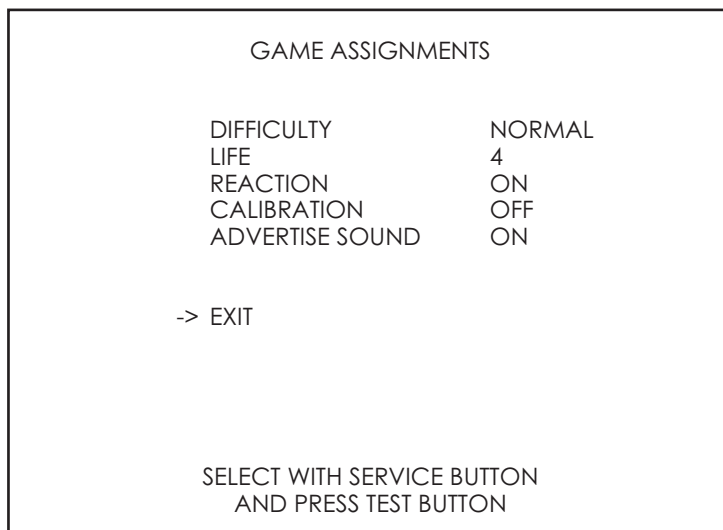 GAME ASSIGNMENTS
DIFFICULTY NORMAL
LIFE 4
REACTION ON
CALIBRATION OFF
ADVERTISE SOUND ON
-> EXIT
SELECT WITH SERVICE BUTTON
AND PRESS TEST BUTTON